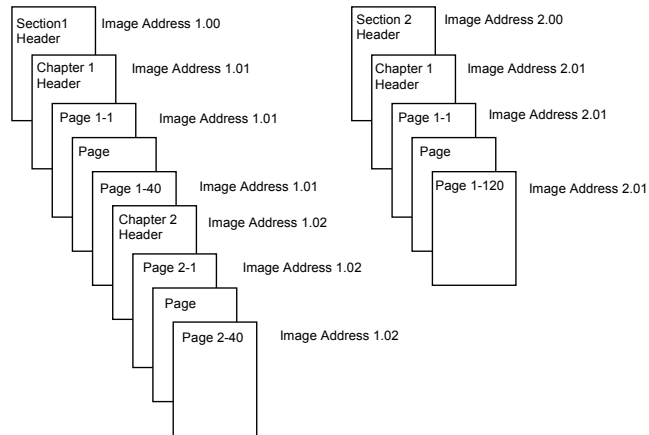 Section1
Header
Image Address 1.00
Chapter 1
Header
Image Address 1.01
Page 1-1
Image Address 1.01
Page
Page 1-40
Image Address 1.01
Chapter 2
Header
Image Address 1.02
Page 2-1
Image Address 1.02
Page
Page 2-40
Image Address 1.02
Section 2
Header
Image Address 2.00
Chapter 1
Header
Image Address 2.01
Page 1-1
Image Address 2.01
Page
Page 1-120
Image Address 2.01